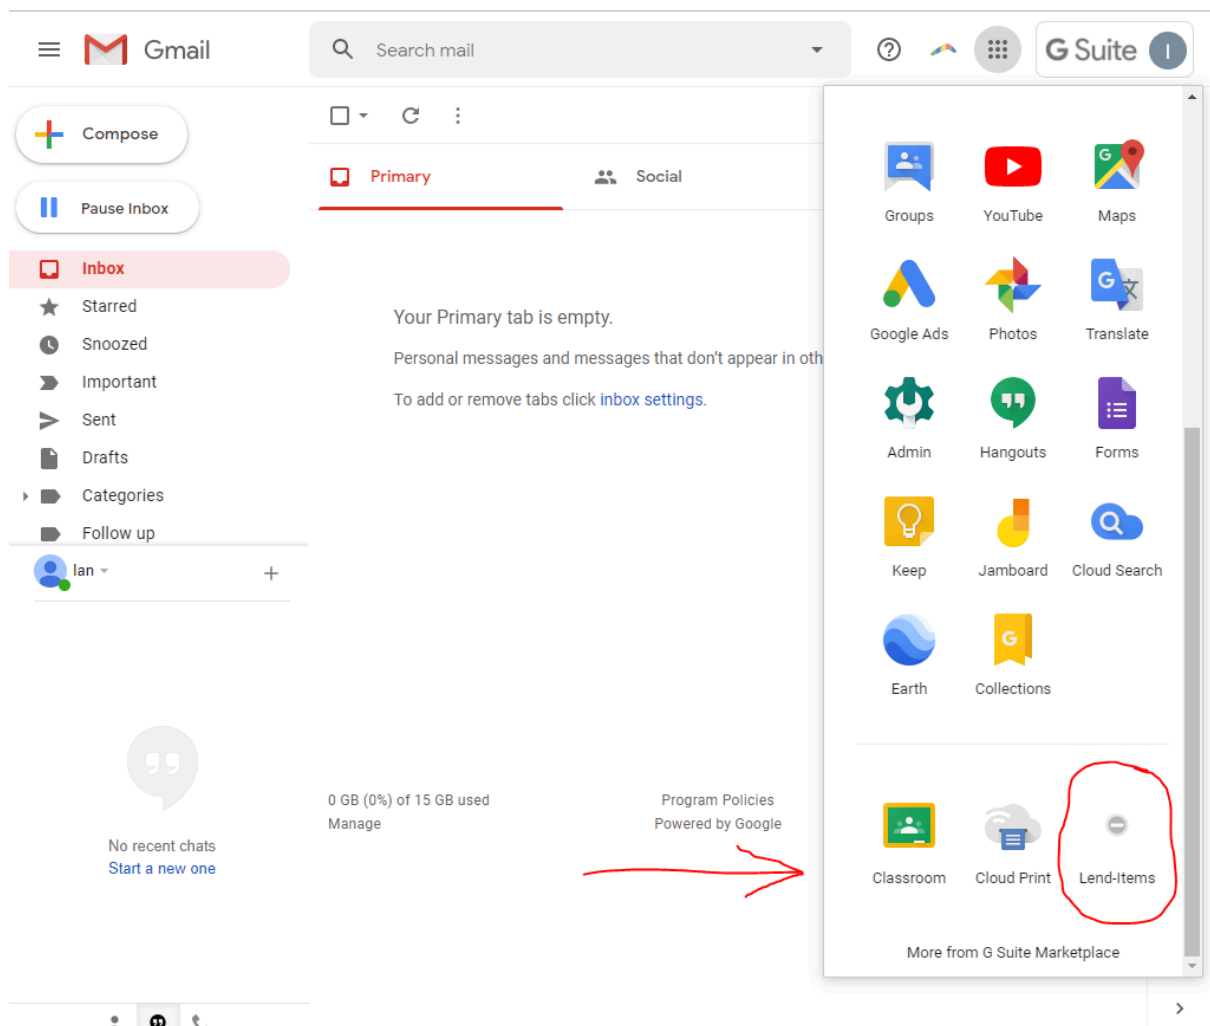 Gmail
Search mail
G Suite
I
Compose
Pause Inbox
Inbox
Starred
Snoozed
Important
Sent
Drafts
Categories
Follow up
Ian
No recent chats
Start a new one
Primary
Social
Your Primary tab is empty.
Personal messages and messages that don't appear in oth
To add or remove tabs click inbox settings.
0 GB (0%) of 15 GB used
Manage
Program Policies
Powered by Google
Groups YouTube Maps
Google Ads Photos Translate
Admin Hangouts Forms
Keep Jamboard Cloud Search
Earth Collections
Classroom Cloud Print Lend-Items
More from G Suite Marketplace